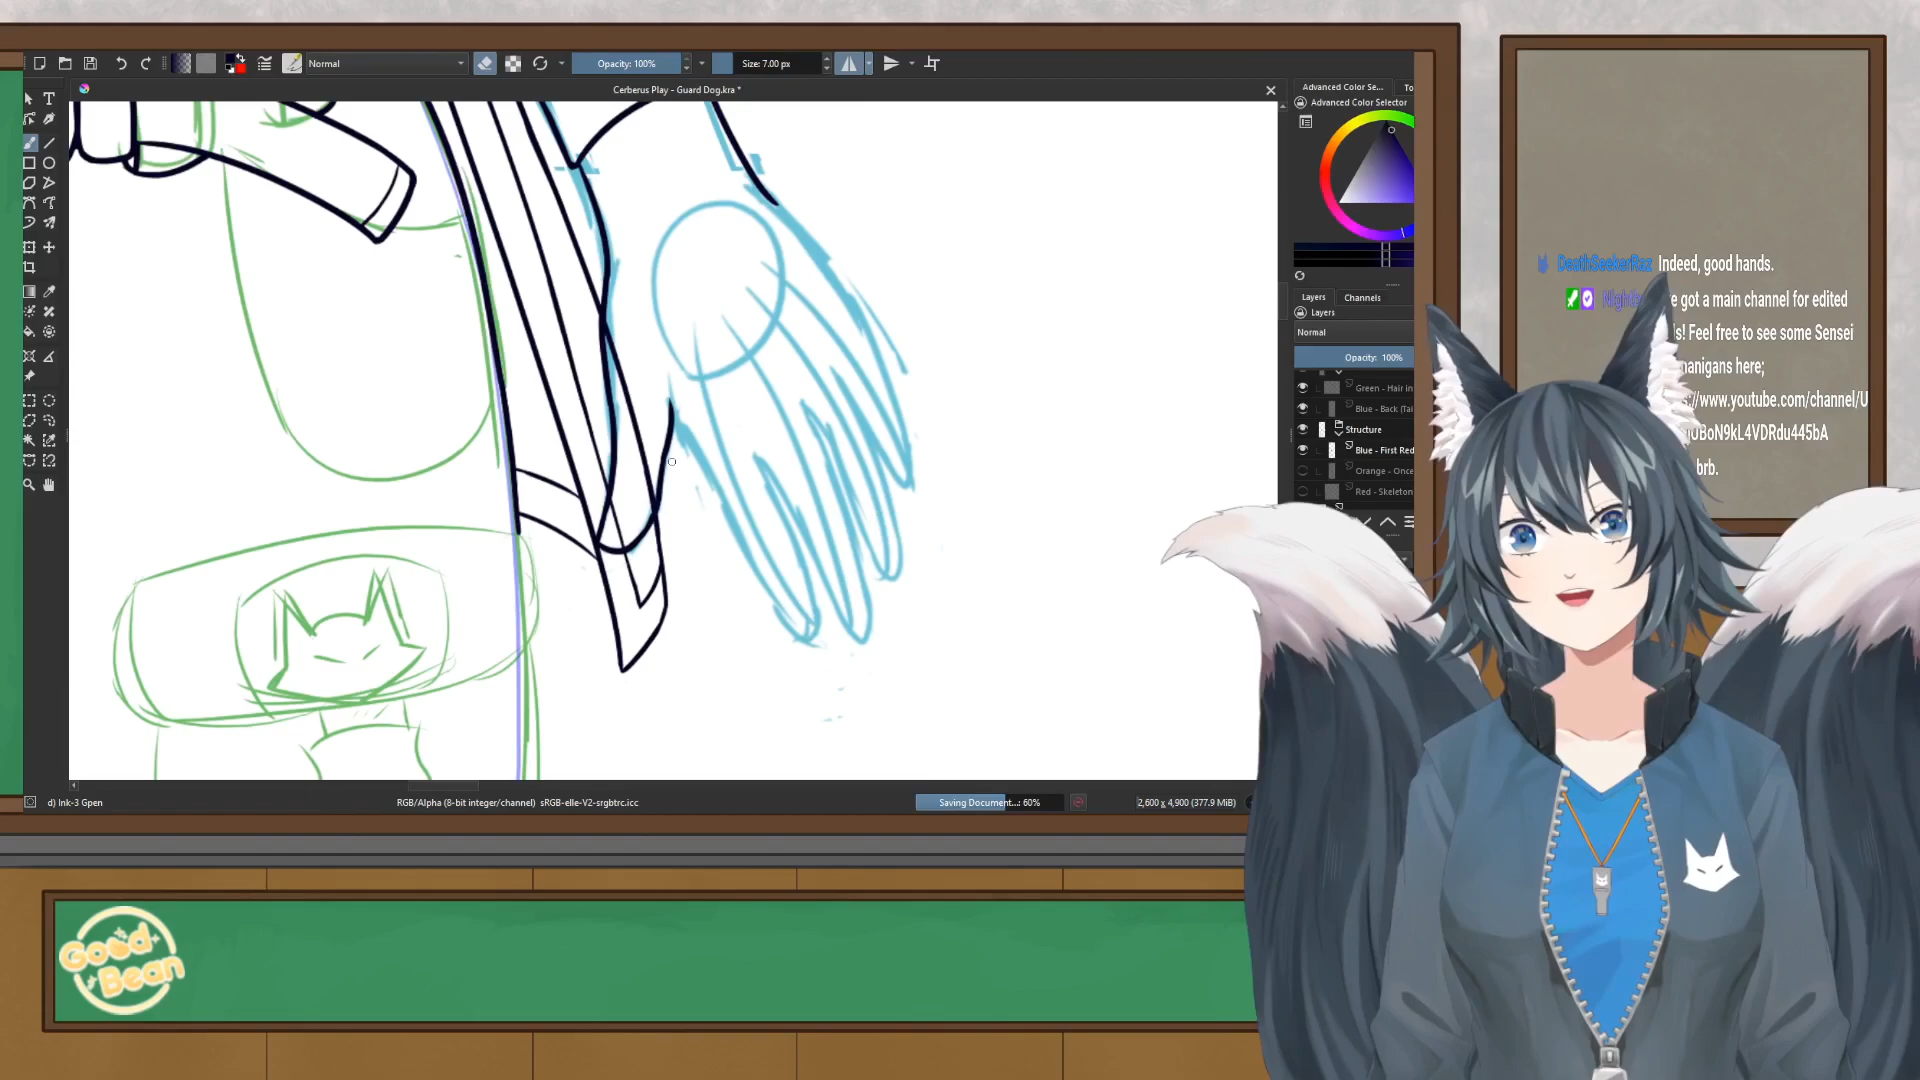 Normal
Opacity: 100%
Size: 7.00 px
Cerberus Play - Guard Dog.kra *
Advanced Color Se...
Advanced Color Selector
Layers
Channels
Layers
Normal
Opacity: 100%
Green - Hair in
Blue - Back (Tai
Structure
Blue - First Red
Orange - Once
Red - Skeleton
d) Ink-3 Gpen
RGB/Alpha (8-bit integer/channel) sRGB-elle-V2-srgbtrc.icc
Saving Document...: 60%
2,600 x 4,900 (377.9 MiB)
DeathSeekerRaz Indeed, good hands.
got a main channel for edited
Feel free to see some Sensei
here;
://www.youtube.com/channel/U
brb.
Good
Bean